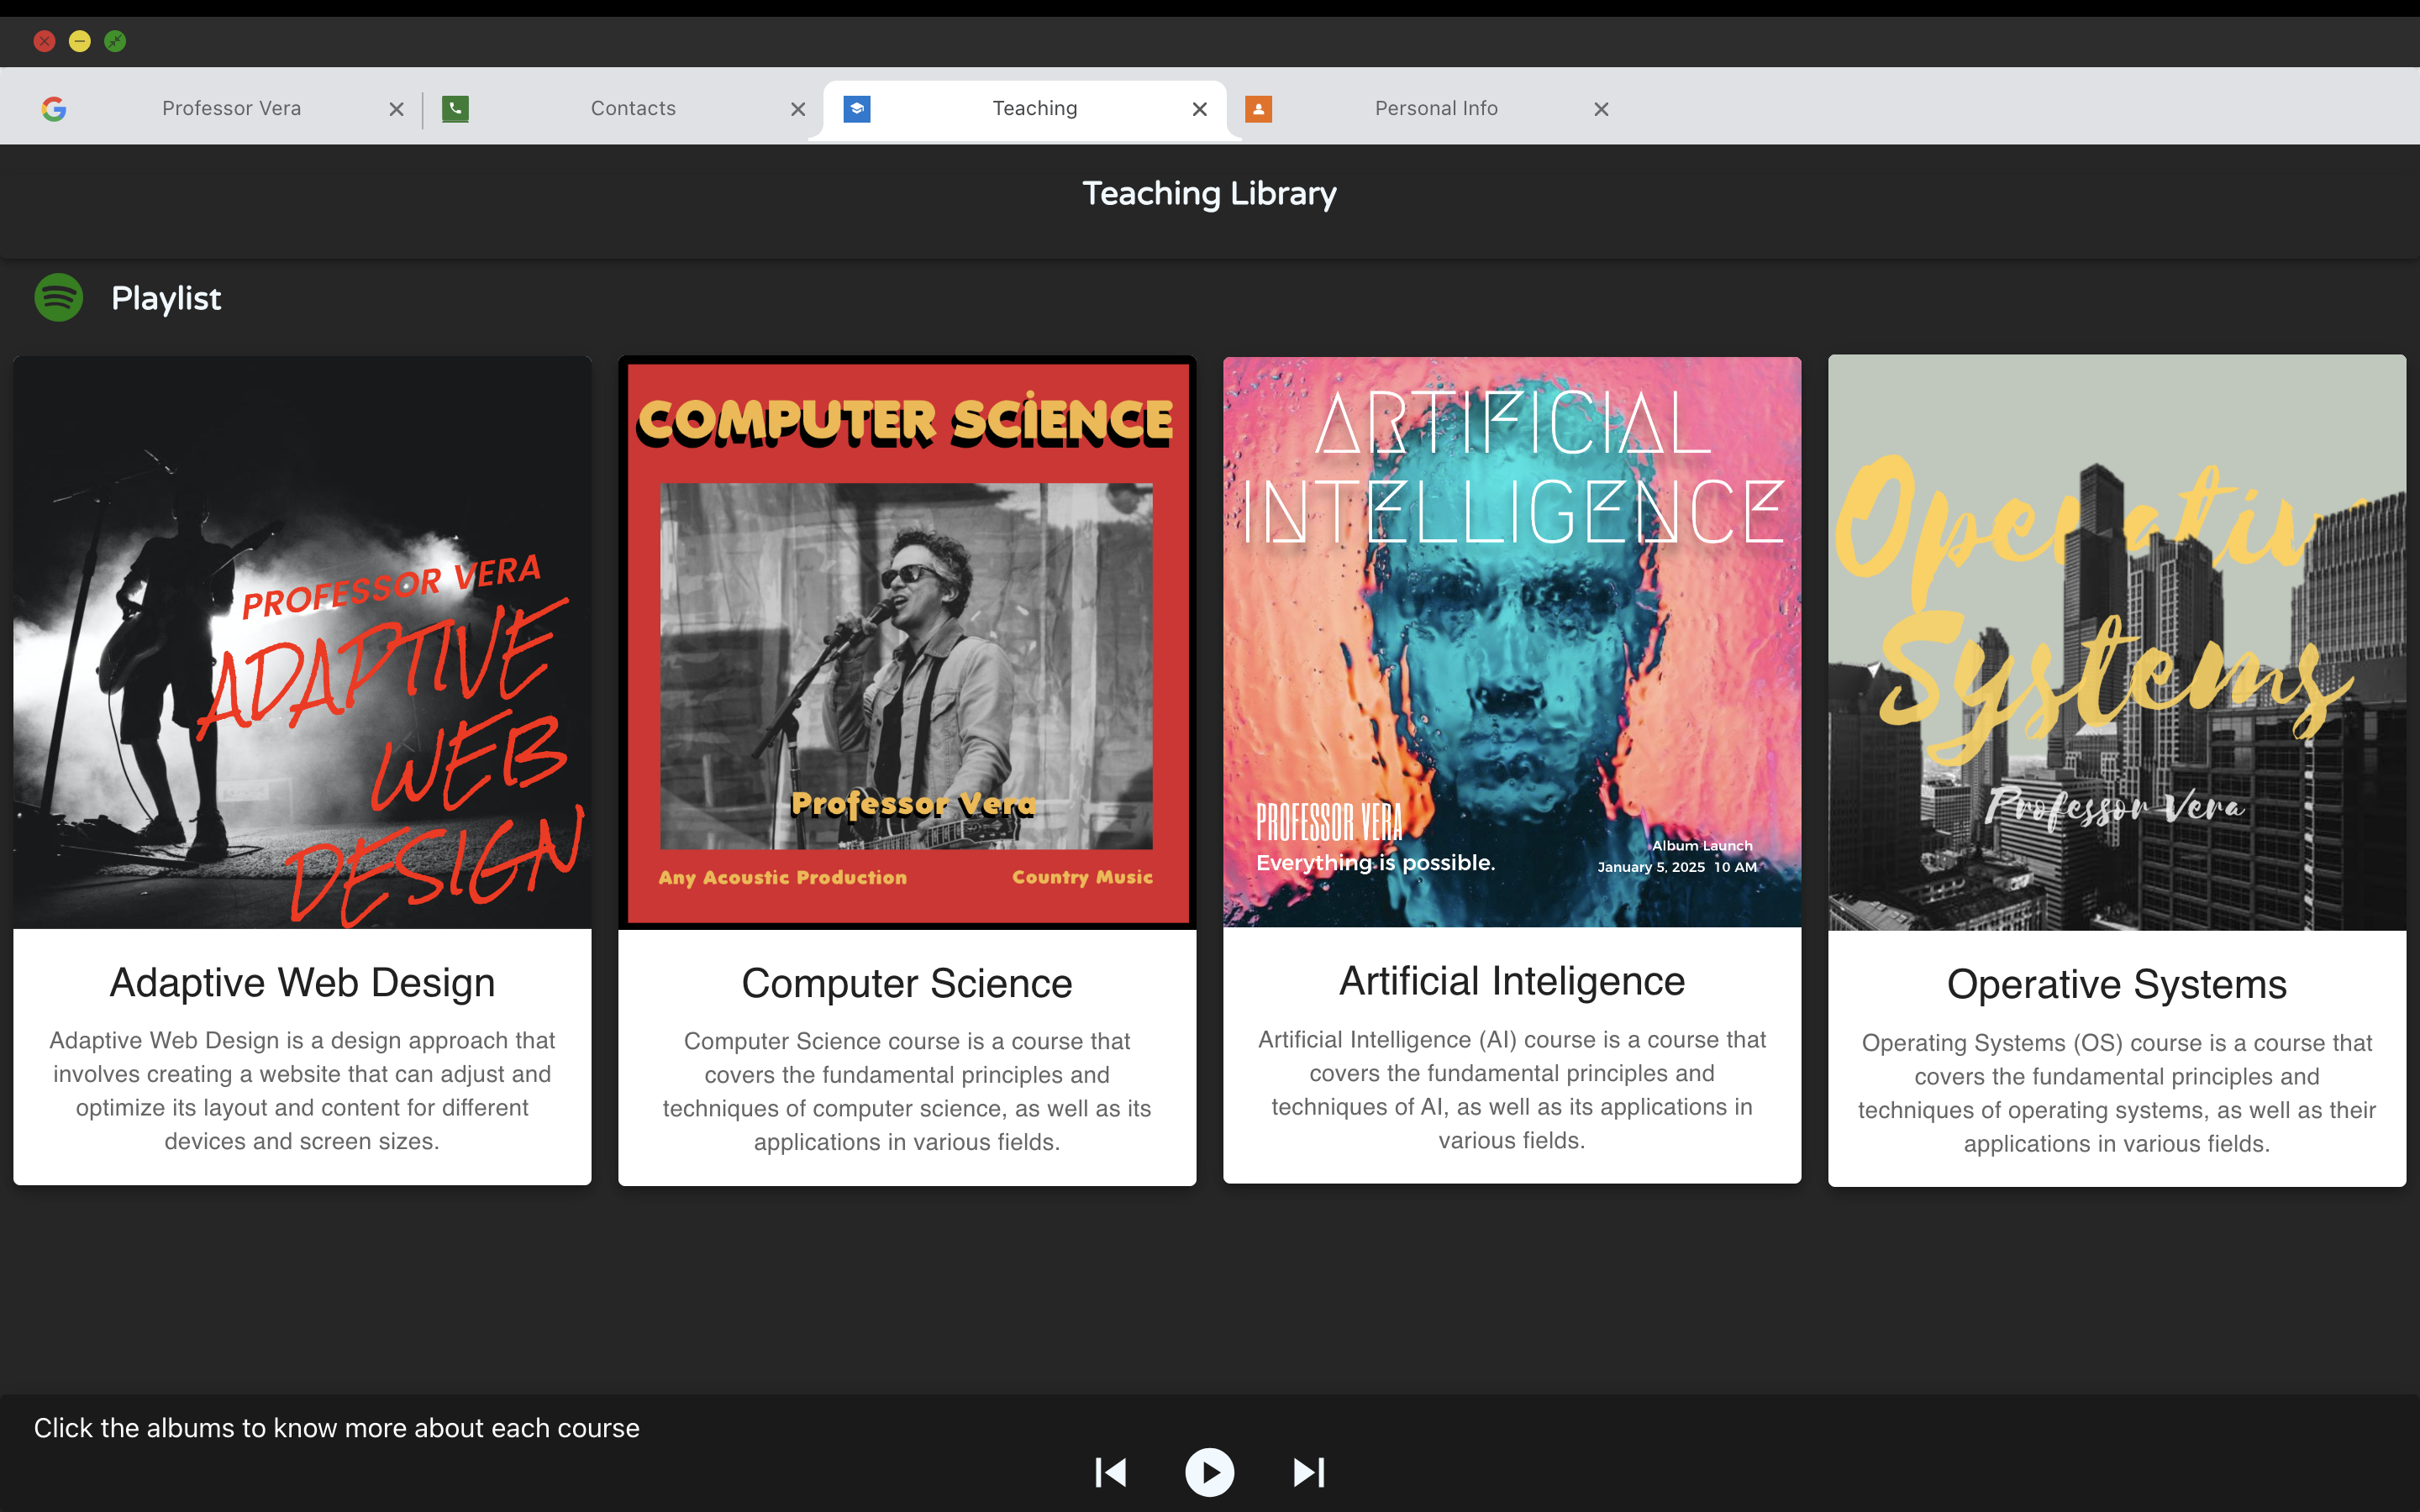 Professor Vera
Contacts
Teaching
Personal Info
Teaching Library
Playlist
PROFESSOR VERA
ADAPTIVE
WEB
DESIGN
Adaptive Web Design
Adaptive Web Design is a design approach that
involves creating a website that can adjust and
optimize its layout and content for different
devices and screen sizes.
COMPUTER SCIENCE
Professor Vera
Any Acoustic Production
Country Music
Computer Science
Computer Science course is a course that
covers the fundamental principles and
techniques of computer science, as well as its
applications in various fields.
ARTIFICIAL
INTELLIGENCE
PROFESSOR VERA
Everything is possible.
Album Launch
January 5, 2025 10 AM
Artificial Inteligence
Artificial Intelligence (AI) course is a course that
covers the fundamental principles and
techniques of AI, as well as its applications in
various fields.
Operative
Systems
Professor Vera
Operative Systems
Operating Systems (OS) course is a course that
covers the fundamental principles and
techniques of operating systems, as well as their
applications in various fields.
Click the albums to know more about each course